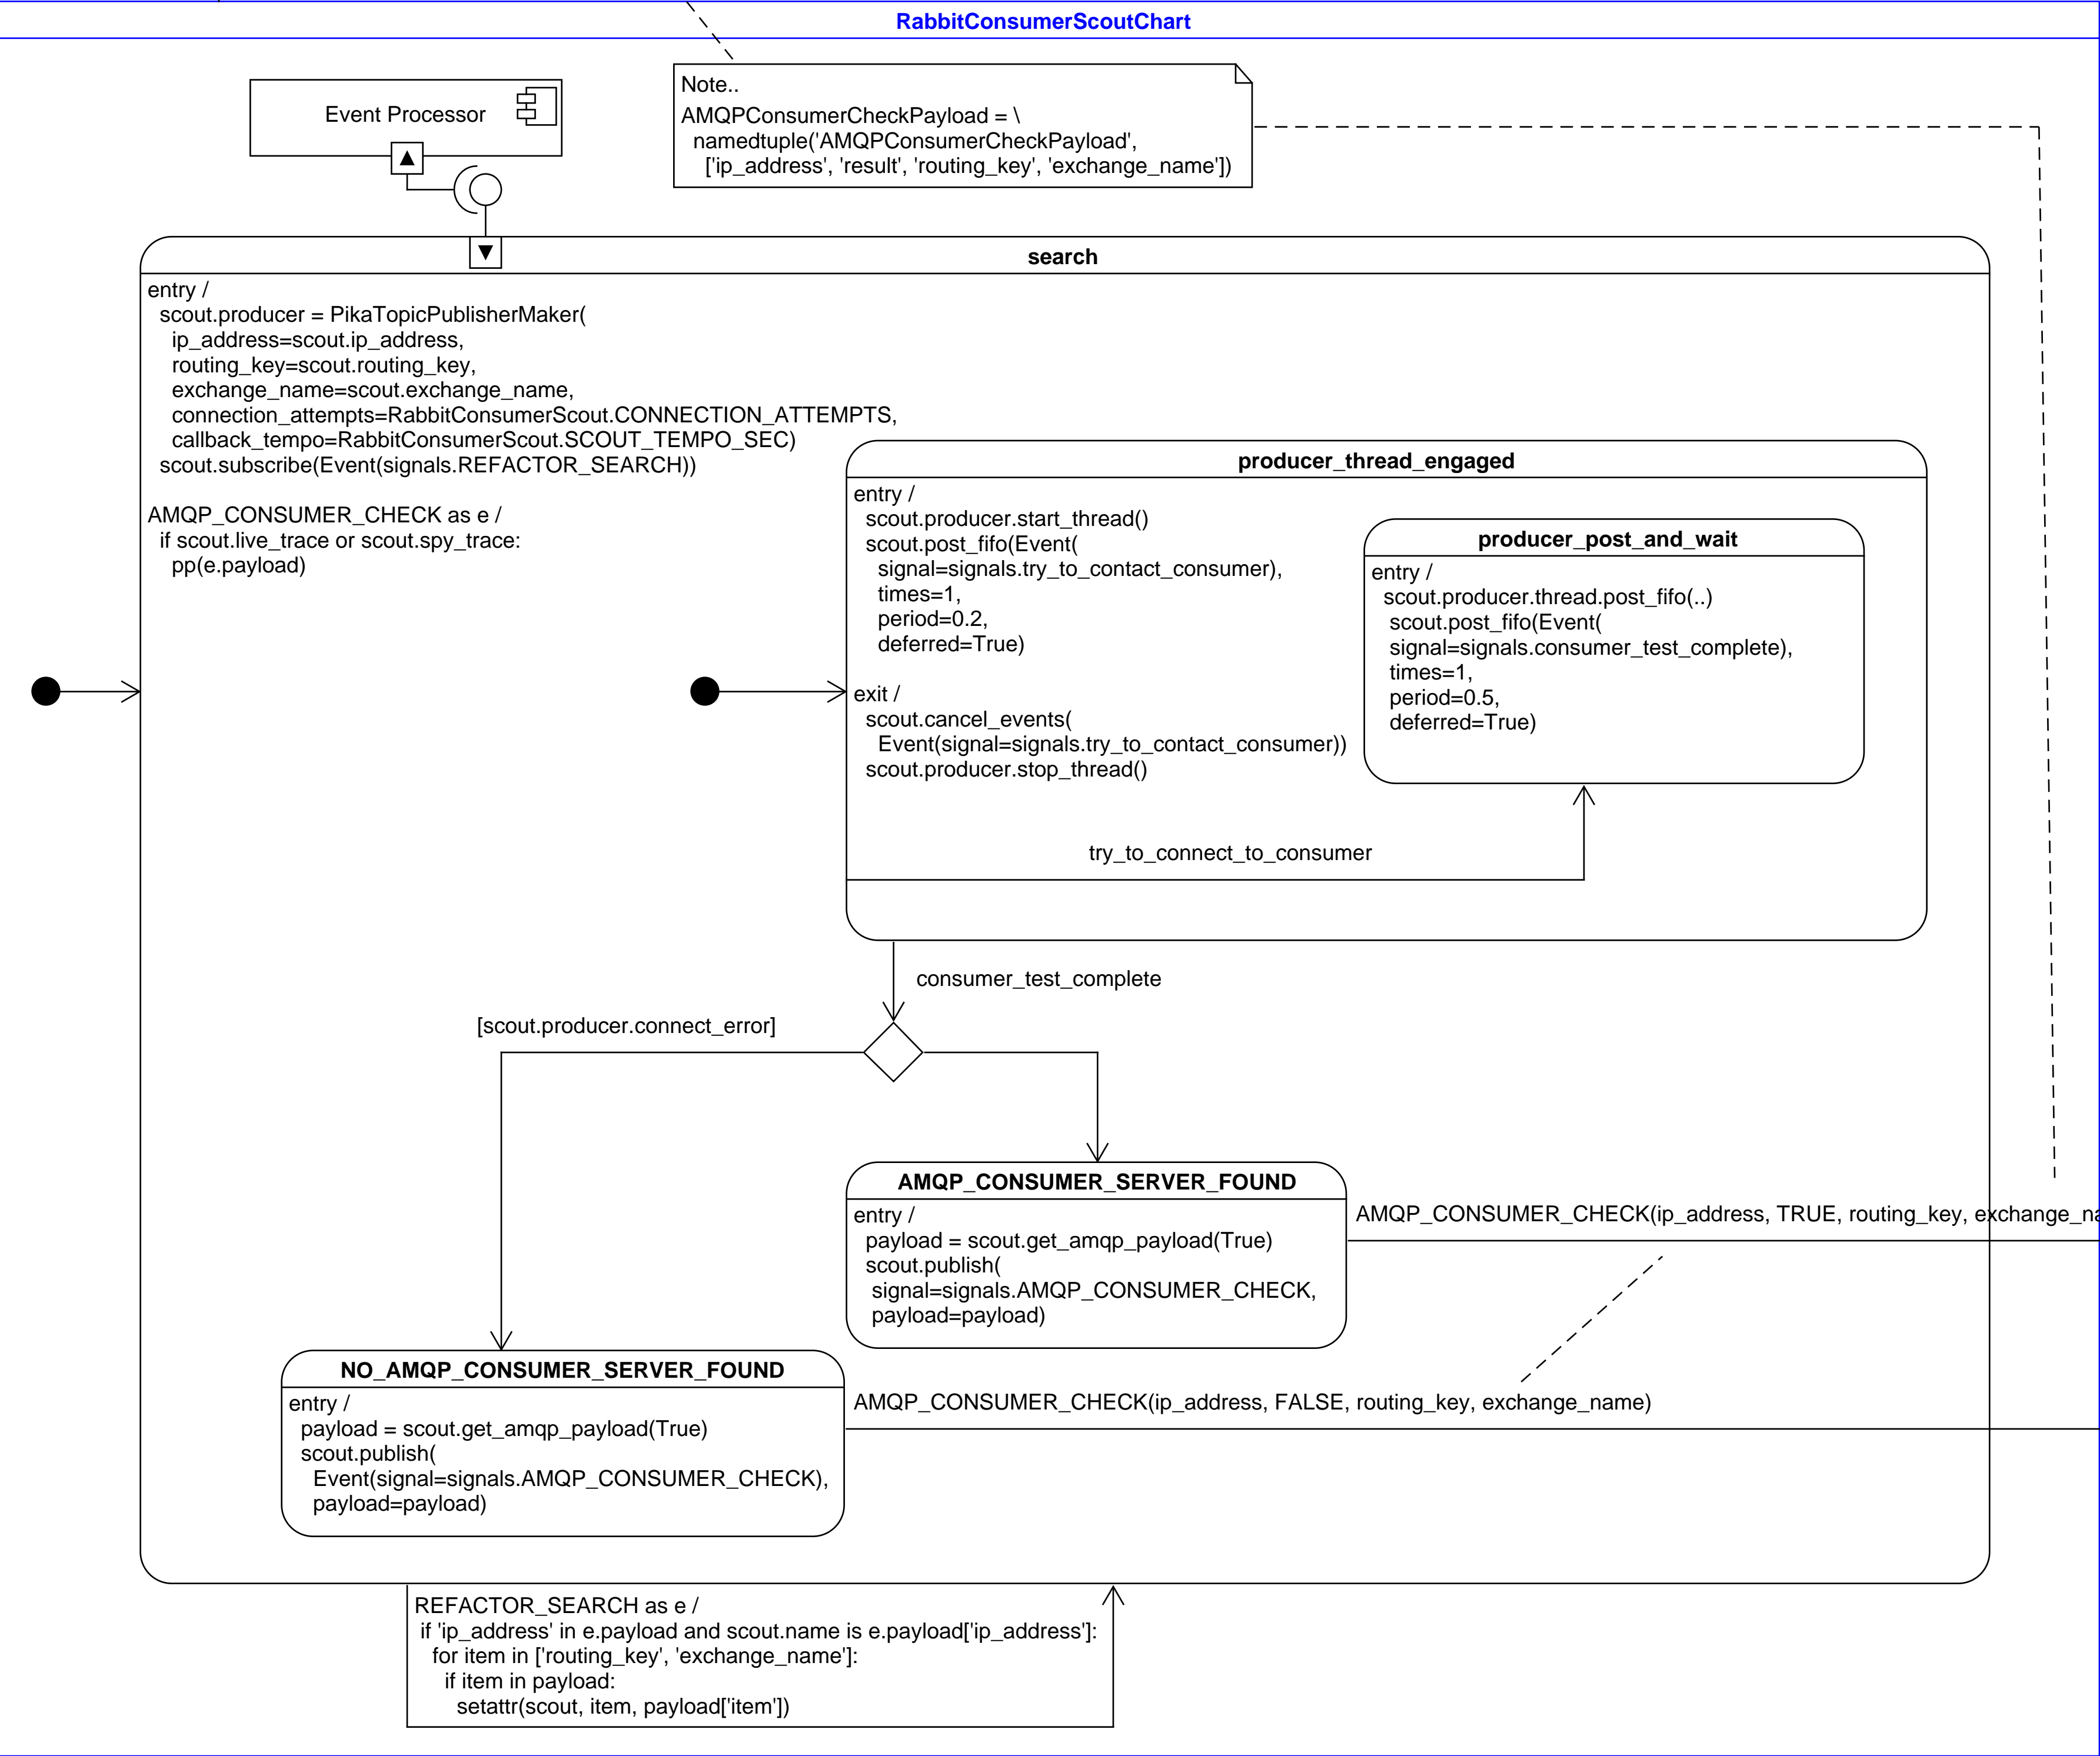 RabbitConsumerScoutChart
Event Processor
Note..
AMQPConsumerCheckPayload = \
namedtuple('AMQPConsumerCheckPayload',
['ip_address', 'result', 'routing_key', 'exchange_name'])
search
entry /
scout.producer = PikaTopicPublisherMaker(
ip_address=scout.ip_address,
routing_key=scout.routing_key,
exchange_name=scout.exchange_name,
connection_attempts=RabbitConsumerScout.CONNECTION_ATTEMPTS,
callback_tempo=RabbitConsumerScout.SCOUT_TEMPO_SEC)
scout.subscribe(Event(signals.REFACTOR_SEARCH))
AMQP_CONSUMER_CHECK as e /
if scout.live_trace or scout.spy_trace:
pp(e.payload)
producer_thread_engaged
entry /
scout.producer.start_thread()
scout.post_fifo(Event(
signal=signals.try_to_contact_consumer),
times=1,
period=0.2,
deferred=True)
exit /
scout.cancel_events(
Event(signal=signals.try_to_contact_consumer))
scout.producer.stop_thread()
producer_post_and_wait
entry /
scout.producer.thread.post_fifo(..)
scout.post_fifo(Event(
signal=signals.consumer_test_complete),
times=1,
period=0.5,
deferred=True)
try_to_connect_to_consumer
consumer_test_complete
[scout.producer.connect_error]
AMQP_CONSUMER_SERVER_FOUND
entry /
payload = scout.get_amqp_payload(True)
scout.publish(
signal=signals.AMQP_CONSUMER_CHECK,
payload=payload)
AMQP_CONSUMER_CHECK(ip_address, TRUE, routing_key, exchange_na
NO_AMQP_CONSUMER_SERVER_FOUND
entry /
payload = scout.get_amqp_payload(True)
scout.publish(
Event(signal=signals.AMQP_CONSUMER_CHECK),
payload=payload)
AMQP_CONSUMER_CHECK(ip_address, FALSE, routing_key, exchange_name)
REFACTOR_SEARCH as e /
if 'ip_address' in e.payload and scout.name is e.payload['ip_address']:
for item in ['routing_key', 'exchange_name']:
if item in payload:
setattr(scout, item, payload['item'])